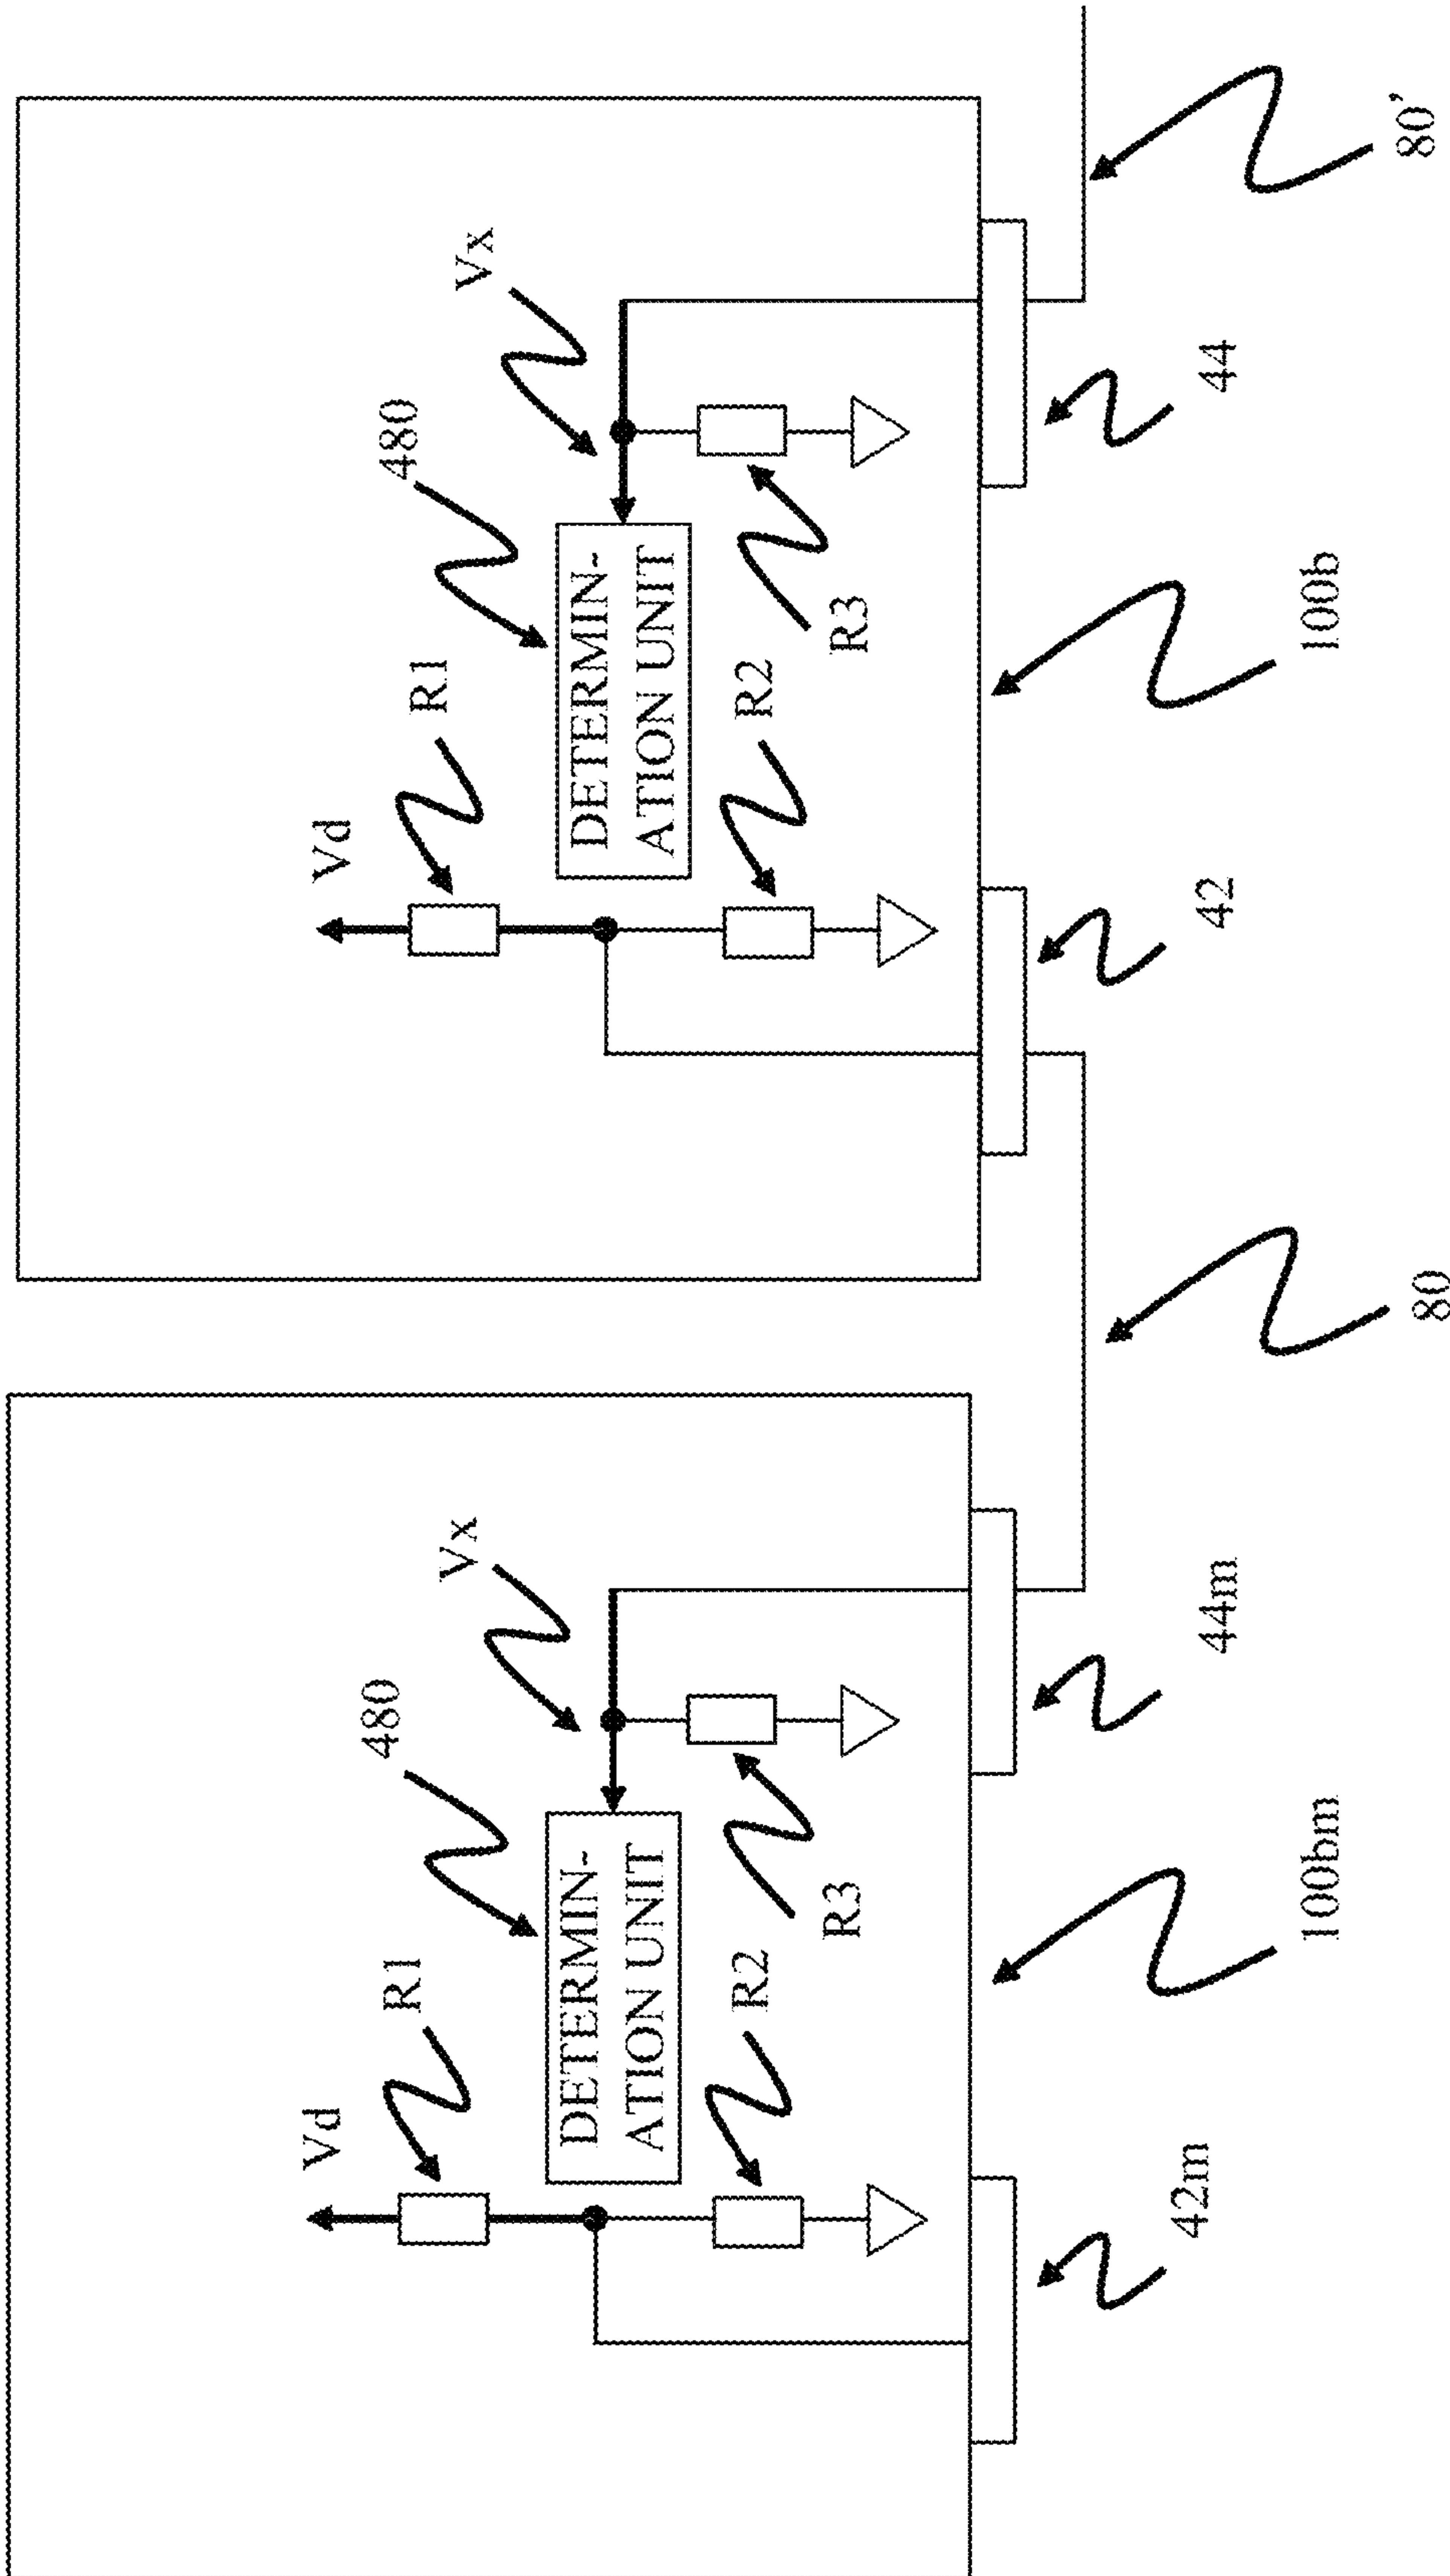 Vd
R1
480
Vx
DETERMIN-
ATION UNIT
R2
R3
42m
100bm
44m
80
Vd
R1
480
Vx
DETERMIN-
ATION UNIT
R2
R3
42
100b
44
80'